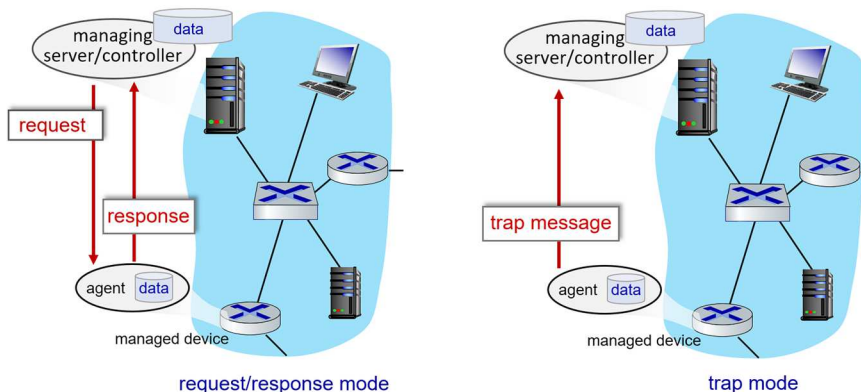 managing
server/controller
data
request
response
agent
data
managed device
request/response mode
managing
server/controller
data
trap message
agent
data
managed device
trap mode